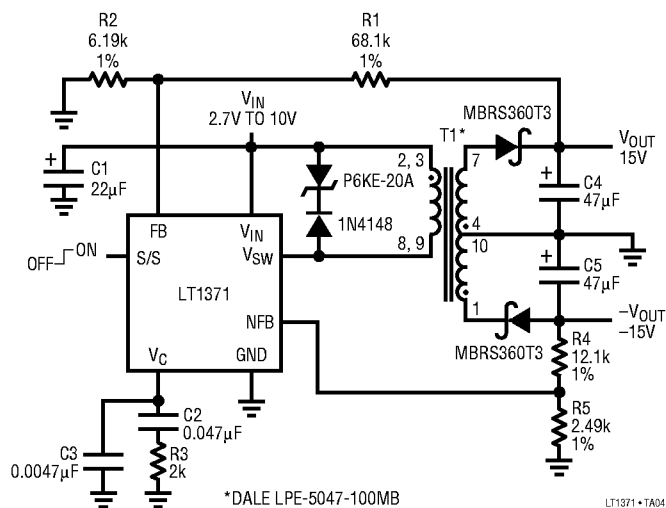 R2
6.19k
1%
R1
68.1k
1%
VIN
2.7V TO 10V
MBRS360T3
T1*
VOUT
15V
C1
22µF
+
2, 3
P6KE-20A
1N4148
8, 9
7
4
10
1
+
C4
47µF
+
C5
47µF
FB
VIN
S/S
VSW
LT1371
NFB
VC
GND
OFF
ON
–VOUT
–15V
MBRS360T3
R4
12.1k
1%
R5
2.49k
1%
C2
0.047µF
C3
0.0047µF
R3
2k
*DALE LPE-5047-100MB
LT1371 • TA04